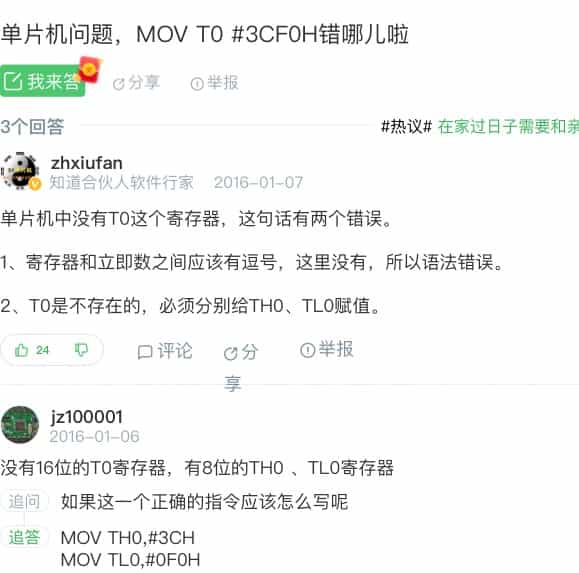 单片机问题，MOV T0 #3CF0H错哪儿啦
我来答 分享 举报
3个回答 #热议# 在家过日子需要和亲
zhxiufan
知道合伙人软件行家 2016-01-07
单片机中没有T0这个寄存器，这句话有两个错误。
1、寄存器和立即数之间应该有逗号，这里没有，所以语法错误。
2、T0是不存在的，必须分别给TH0、TL0赋值。
24 评论 分 举报
享
jz100001
2016-01-06
没有16位的T0寄存器，有8位的TH0 、TL0寄存器
追问 如果这一个正确的指令应该怎么写呢
追答 MOV TH0,#3CH
MOV TL0,#0F0H